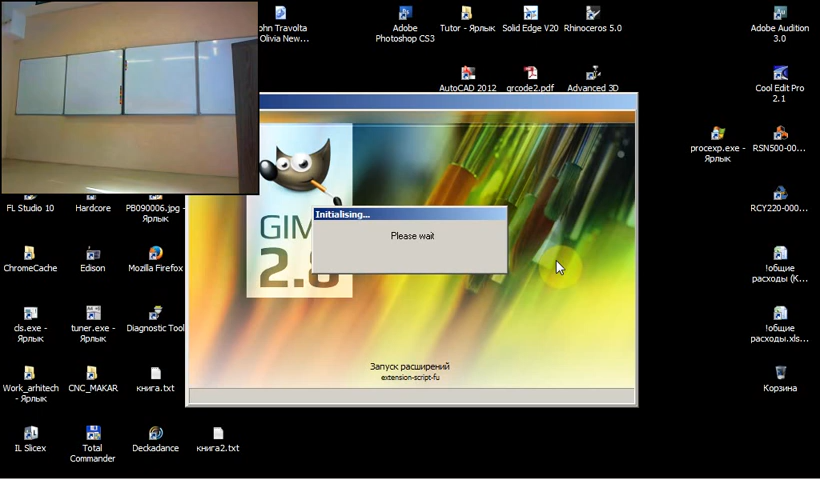 ohn Travolta
Olivia New...
Adobe
Photoshop CS3
Tutor - Ярлык
Solid Edge V20
Rhinoceros 5.0
Adobe Audition
3.0
AutoCAD 2012
qrcode2.pdf
Advanced 3D
Cool Edit Pro
2.1
procexp.exe -
Ярлык
RSN500-00...
FL Studio 10
Hardcore
PB090006.jpg -
Ярлык
RCY220-000...
GIM
2.8
Initialising...
Please wait
ChromeCache
Edison
Mozilla Firefox
!общие
расходы (К...
cls.exe -
Ярлык
tuner.exe -
Ярлык
Diagnostic Tool
!общие
расходы.xls...
Запуск расширений
extension-script-fu
Work_arhitech
- Ярлык
CNC_MAKAR
книга.txt
Корзина
IL Slicex
Total
Commander
Deckadance
книга2.txt